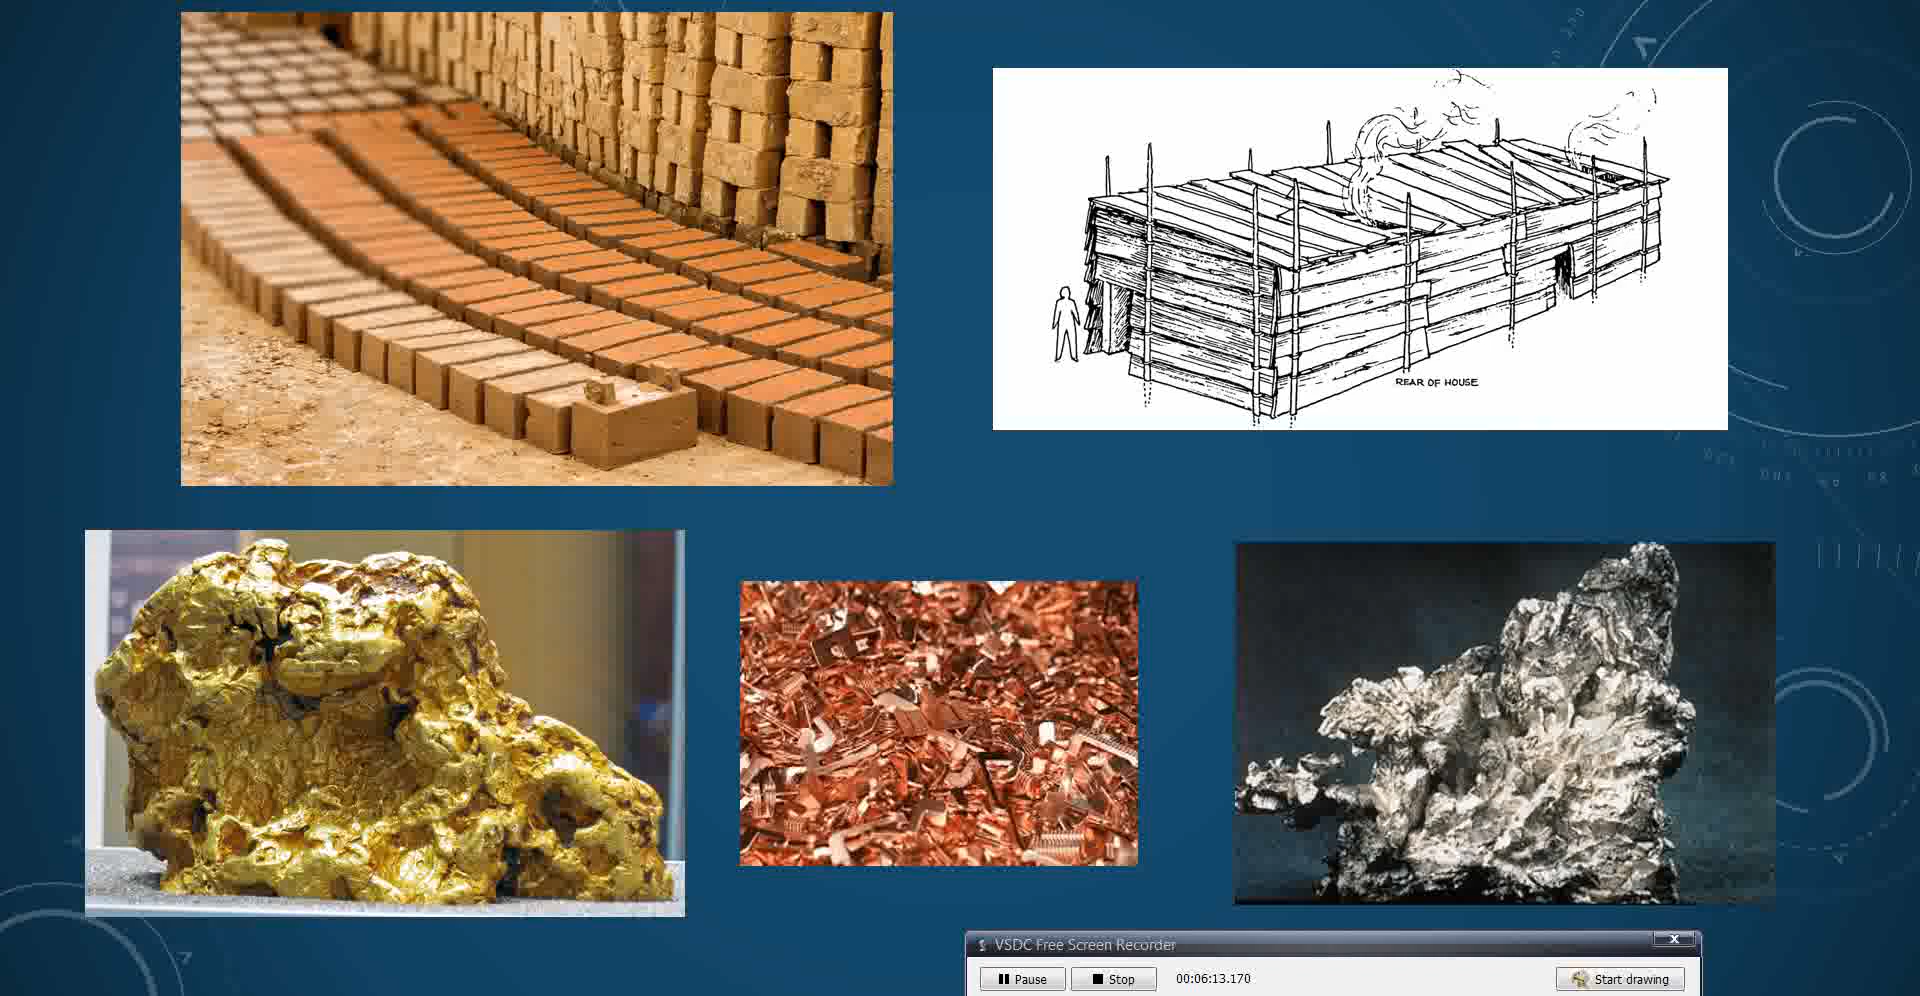 REAR OF HOUSE
VSDC Free Screen Recorder
Pause
Stop
00:06:13.170
Start drawing